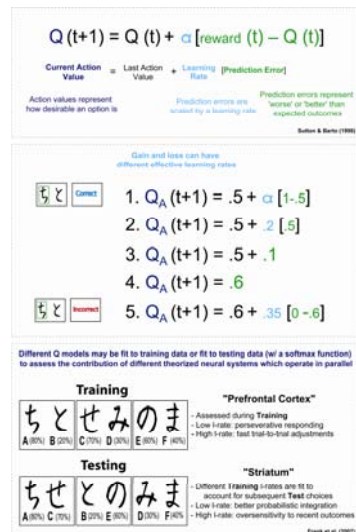 Q (t+1) = Q (t) + α [reward (t) – Q (t)]
Current Action Value = Last Action Value + Learning Rate [Prediction Error]
Action values represent how desirable an option is
Prediction errors are scaled by a learning rate
Prediction errors represent 'worse' or 'better' than expected outcomes
Sutton & Barto (1998)
Gain and loss can have
different effective learning rates
ちと Correct
1. QA (t+1) = .5 + α [1-.5]
2. QA (t+1) = .5 + .2 [.5]
3. QA (t+1) = .5 + .1
4. QA (t+1) = .6
ちと Incorrect
5. QA (t+1) = .6 + .35 [0 -.6]
Different Q models may be fit to training data or fit to testing data (w/ a softmax function)
to assess the contribution of different theorized neural systems which operate in parallel
Training
ち と せ み の ま
A (80%) B (20%) C (70%) D (30%) E (60%) F (40%)
"Prefrontal Cortex"
- Assessed during Training
- Low l-rate: perseverative responding
- High l-rate: fast trial-to-trial adjustments
Testing
ち せ と の み ま
A (80%) C (70%) B (20%) E (60%) D (30%) F (40%)
"Striatum"
- Different Training l-rates are fit to
account for subsequent Test choices
- Low l-rate: better probabilistic integration
- High l-rate: oversensitivity to recent outcomes
Frank et al. (2007)